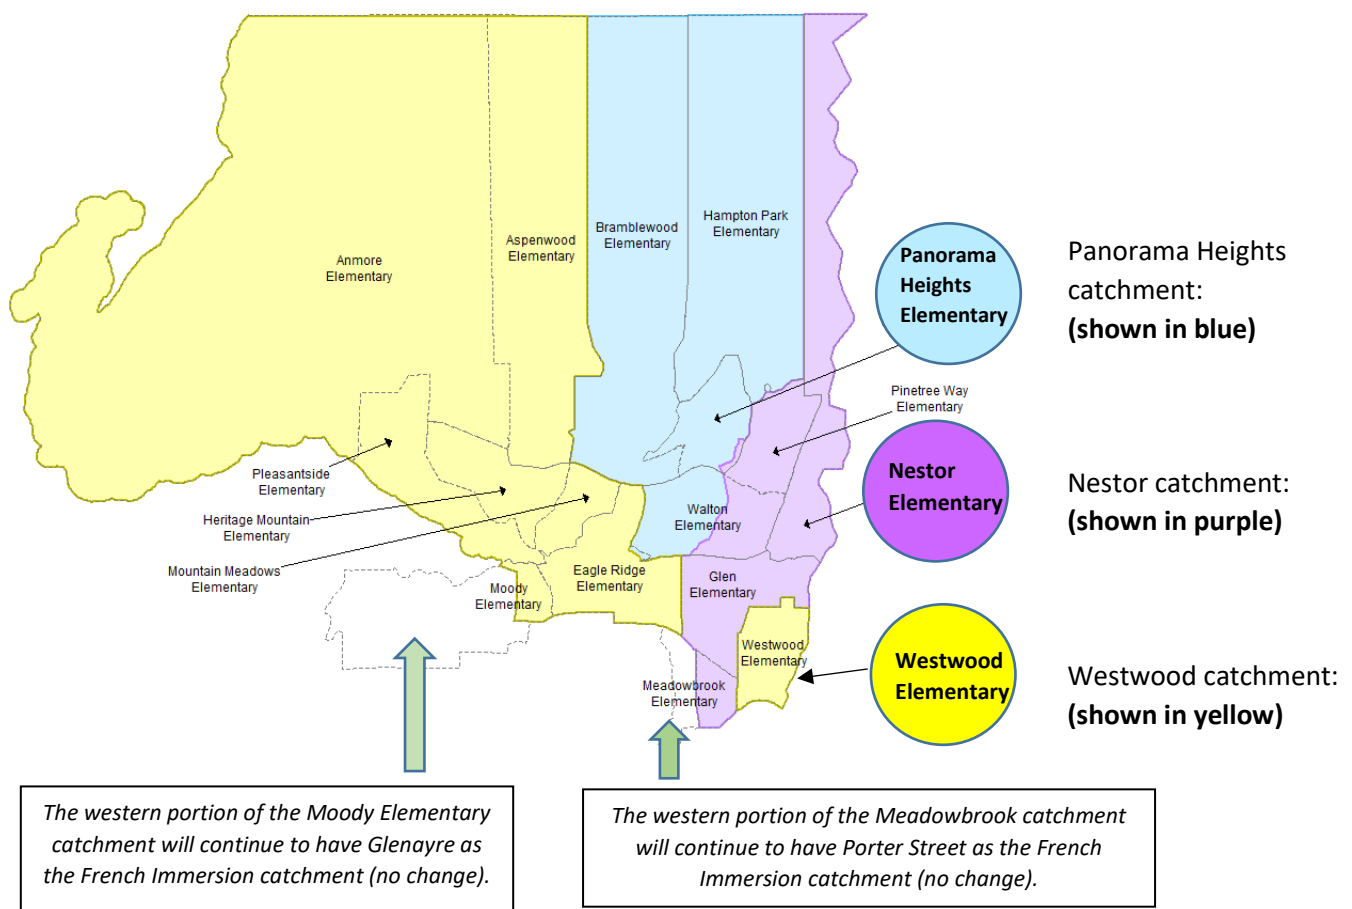 Hampton Park
Elementary
Bramblewood
Elementary
Aspenwood
Elementary
Anmore
Elementary
Panorama
Heights
Elementary
Panorama Heights
catchment:
(shown in blue)
Pinetree Way
Elementary
Pleasantside
Elementary
Heritage Mountain
Elementary
Mountain Meadows
Elementary
Walton
Elementary
Nestor
Elementary
Nestor catchment:
(shown in purple)
Moody
Elementary
Eagle Ridge
Elementary
Glen
Elementary
Westwood
Elementary
Meadowbrook
Elementary
Westwood
Elementary
Westwood catchment:
(shown in yellow)
The western portion of the Moody Elementary
catchment will continue to have Glenayre as
the French Immersion catchment (no change).
The western portion of the Meadowbrook catchment
will continue to have Porter Street as the French
Immersion catchment (no change).